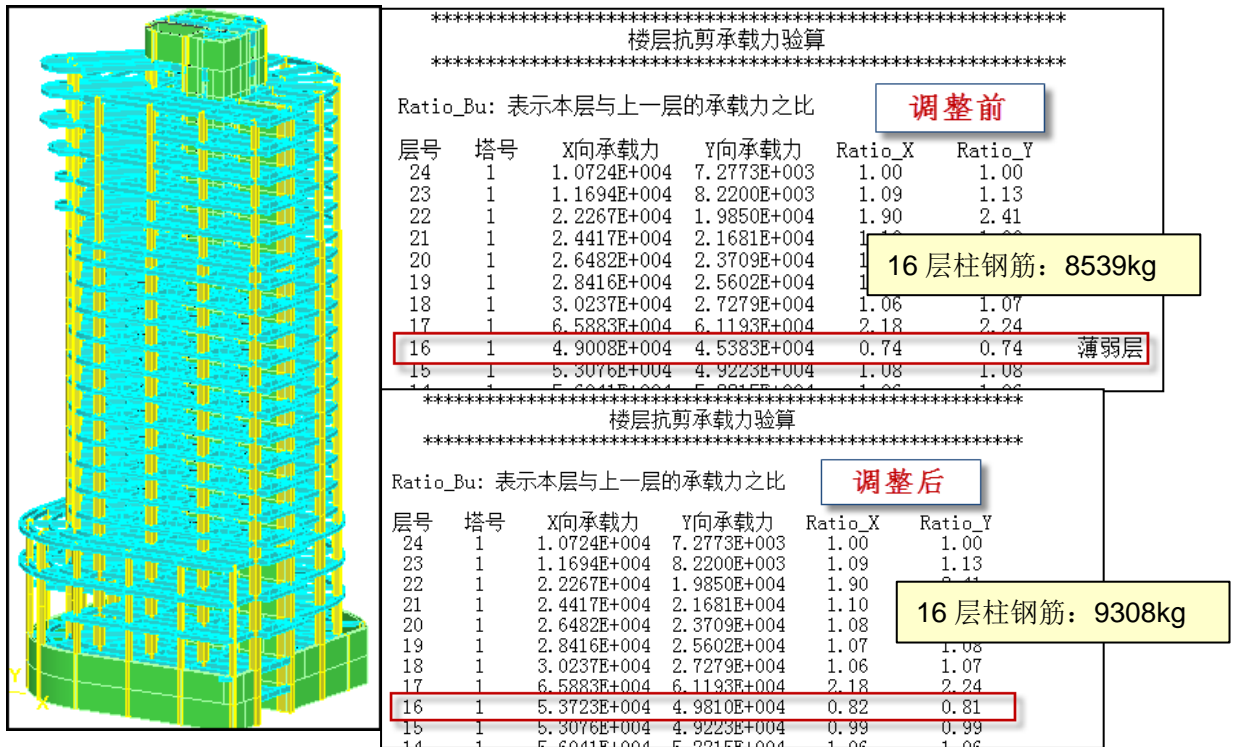 ****************************************************************
楼层抗剪承载力验算
****************************************************************
Ratio_Bu: 表示本层与上一层的承载力之比
调整前
层号 塔号 X向承载力 Y向承载力 Ratio_X Ratio_Y
24 1 1.0724E+004 7.2773E+003 1.00 1.00
23 1 1.1694E+004 8.2200E+003 1.09 1.13
22 1 2.2267E+004 1.9850E+004 1.90 2.41
21 1 2.4417E+004 2.1681E+004
20 1 2.6482E+004 2.3709E+004
19 1 2.8416E+004 2.5602E+004
18 1 3.0237E+004 2.7279E+004 1.06 1.07
17 1 6.5883E+004 6.1193E+004 2.18 2.24
16 1 4.9008E+004 4.5383E+004 0.74 0.74 薄弱层
15 1 5.3076E+004 4.9223E+004 1.08 1.08
16 层柱钢筋：8539kg
****************************************************************
楼层抗剪承载力验算
****************************************************************
Ratio_Bu: 表示本层与上一层的承载力之比
调整后
层号 塔号 X向承载力 Y向承载力 Ratio_X Ratio_Y
24 1 1.0724E+004 7.2773E+003 1.00 1.00
23 1 1.1694E+004 8.2200E+003 1.09 1.13
22 1 2.2267E+004 1.9850E+004 1.90
21 1 2.4417E+004 2.1681E+004 1.10
20 1 2.6482E+004 2.3709E+004 1.08
19 1 2.8416E+004 2.5602E+004 1.07 1.08
18 1 3.0237E+004 2.7279E+004 1.06 1.07
17 1 6.5883E+004 6.1193E+004 2.18 2.24
16 1 5.3723E+004 4.9810E+004 0.82 0.81
15 1 5.3076E+004 4.9223E+004 0.99 0.99
16 层柱钢筋：9308kg
Y
X